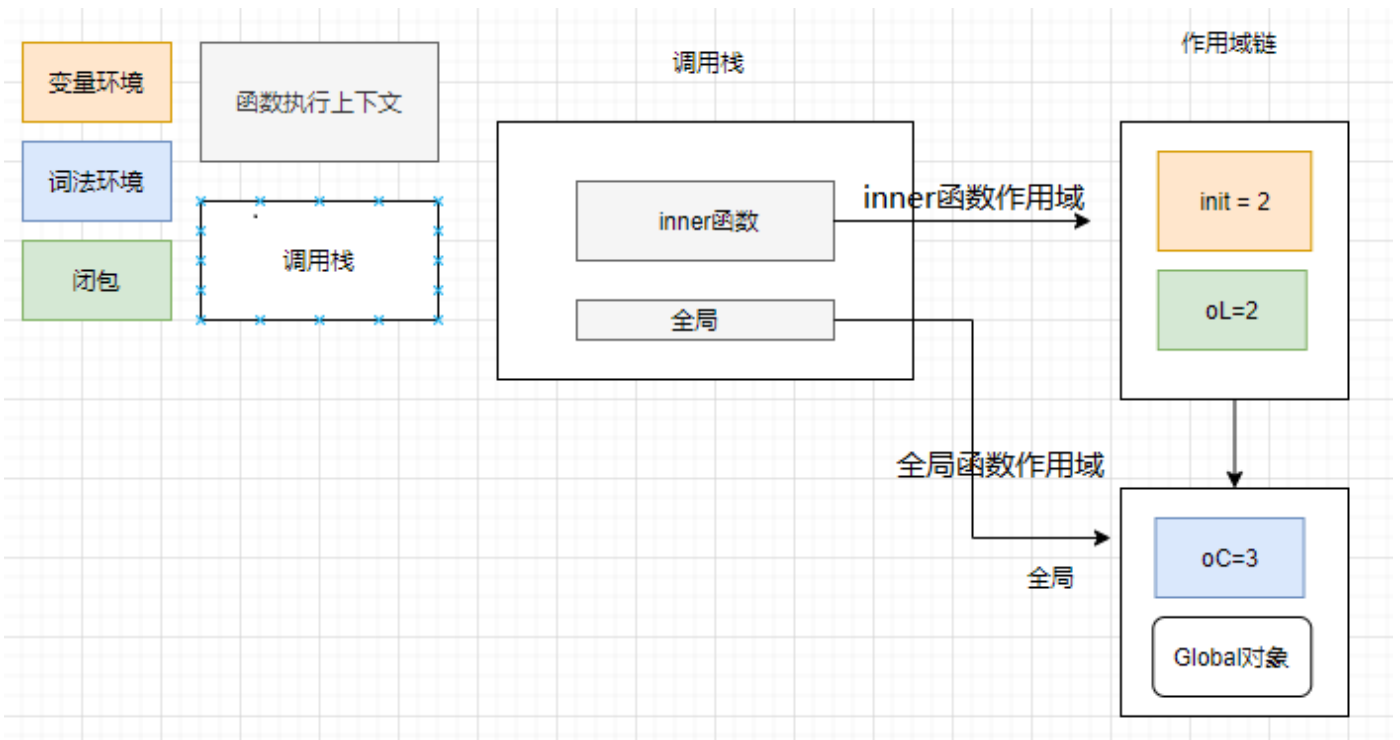 变量环境
函数执行上下文
词法环境
调用栈
闭包
调用栈
inner函数
全局
inner函数作用域
全局函数作用域
全局
作用域链
init = 2
oL=2
oC=3
Global对象